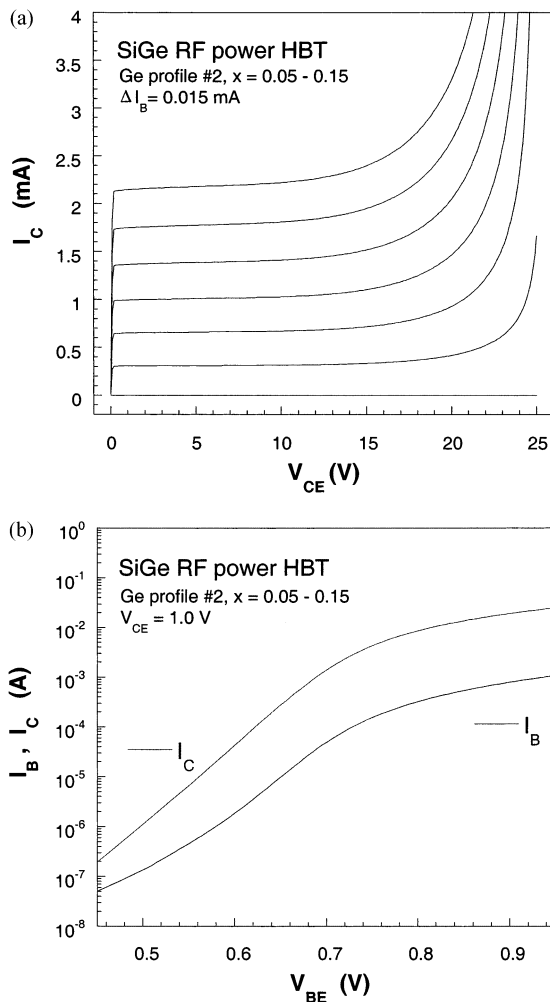 (a)
4
3.5
3
2.5
2
1.5
1
0.5
0
I_C (mA)
SiGe RF power HBT
Ge profile #2, x = 0.05 - 0.15
Δ I_B= 0.015 mA
0 5 10 15 20 25
V_CE (V)
(b)
10^0
10^-1
10^-2
10^-3
10^-4
10^-5
10^-6
10^-7
10^-8
I_B , I_C (A)
SiGe RF power HBT
Ge profile #2, x = 0.05 - 0.15
V_CE = 1.0 V
I_C
I_B
0.5 0.6 0.7 0.8 0.9
V_BE (V)